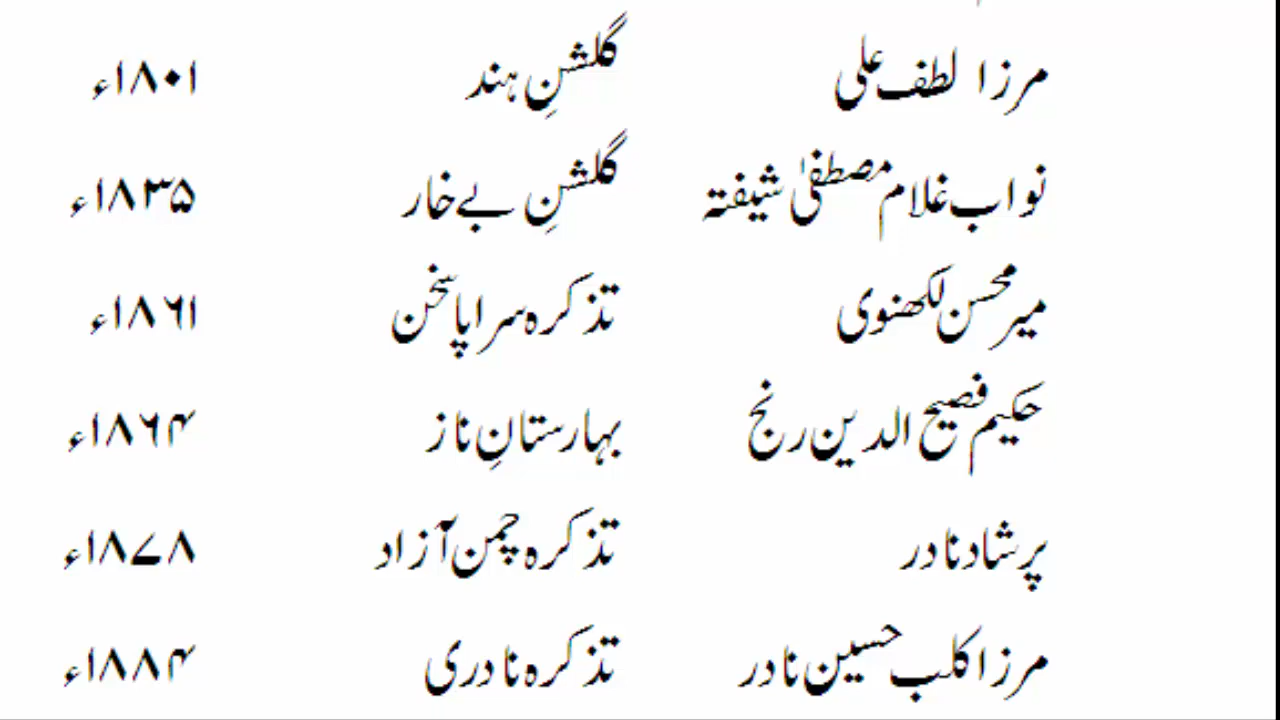 مرزا لطف علی گلشنِ ہند ۱۸۰۱ء
نواب غلام مصطفیٰ شیفتہ گلشنِ بے خار ۱۸۳۵ء
میر محسن لکھنوی تذکرہ سراپا سخن ۱۸۶۱ء
حکیم فصیح الدین رنج بہارستانِ ناز ۱۸۶۴ء
پرشاد نادر تذکرہ چمن آزاد ۱۸۷۸ء
مرزا کلب حسین نادر تذکرہ نادری ۱۸۸۴ء